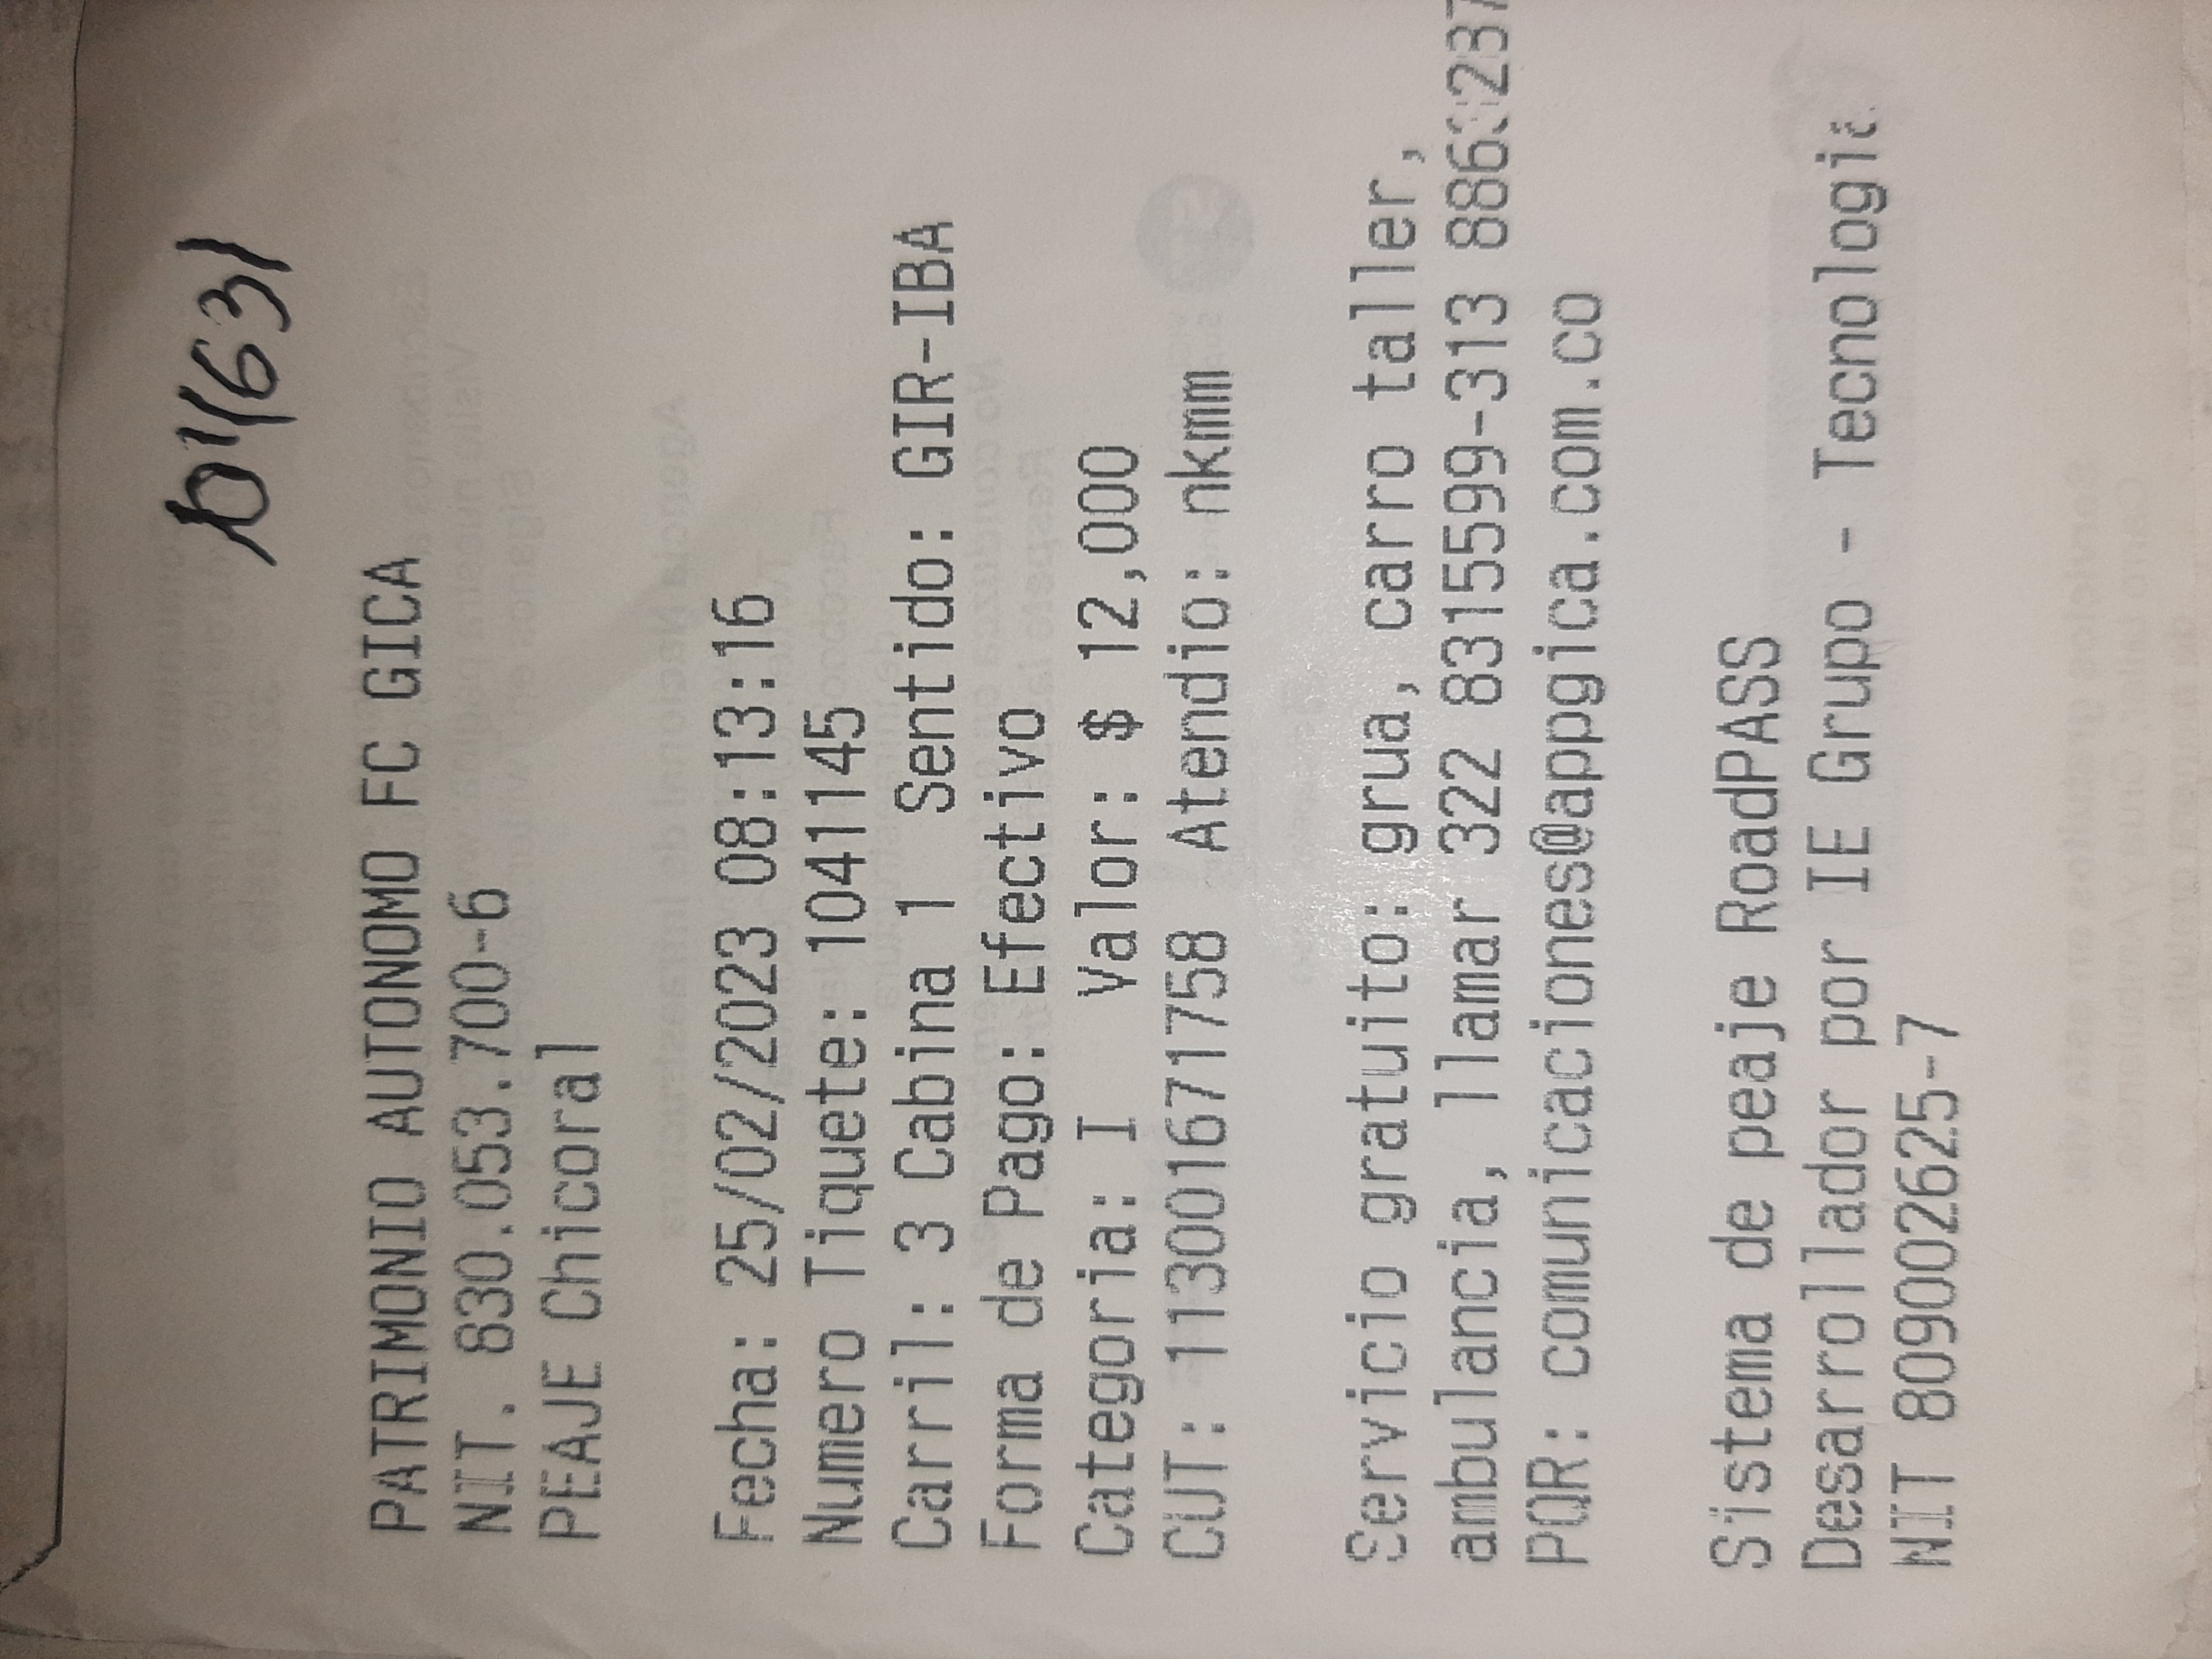 PATRIMONIO AUTONOMO FC GICA
NIT. 830.053.700-6
PEAJE Chicoral
Fecha: 25/02/2023 08:13:16
Numero Tiquete: 1041145
Carril: 3 Cabina 1 Sentido: GIR-IBA
Forma de Pago: Efectivo
Categoria: I Valor: $ 12,000
CUT: 1130016717​58 Atendio: nkmm
Servicio gratuito: grua, carro taller,
ambulancia, llamar 322 8315599-313
PQR: comunicaciones@appgica.com.co
Sistema de peaje RoadPASS
Desarrollador por IE Grupo - Tecnologia
NIT 809002625-7